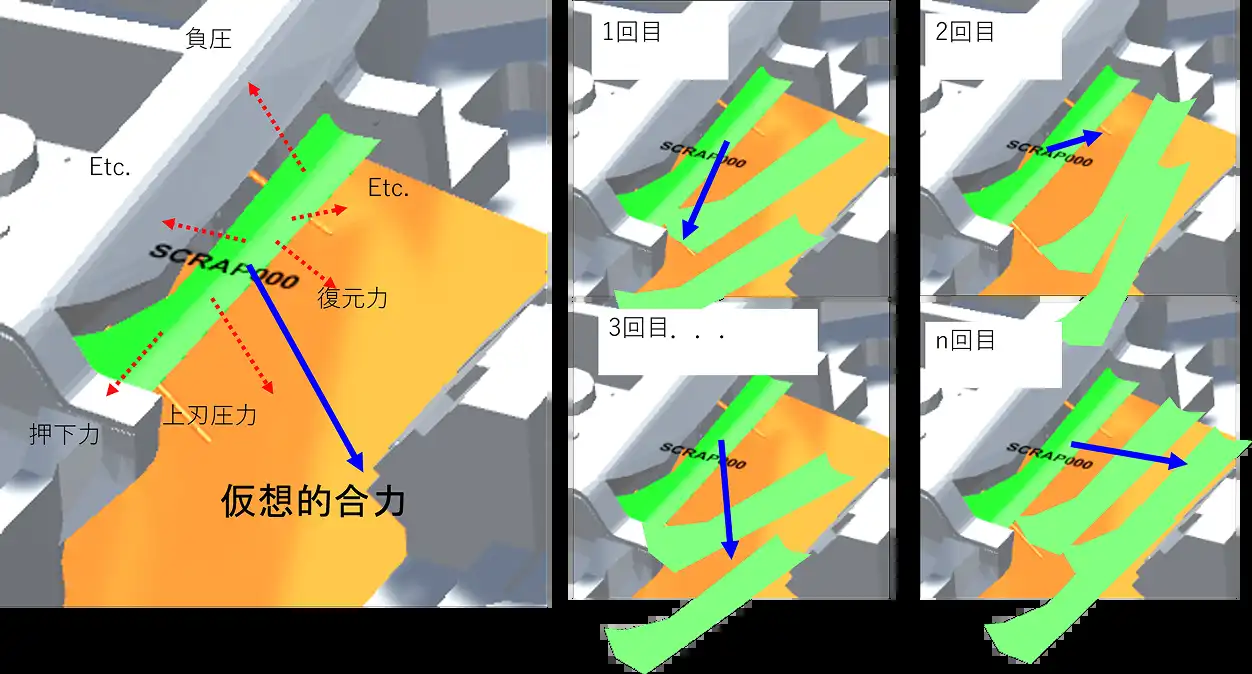 負圧
Etc.
Etc.
SCRAP000
復元力
上刃圧力
押下力
仮想的合力
1回目
SCRAP000
2回目
SCRAP000
3回目．．．
SCRAP000
n回目
SCRAP000